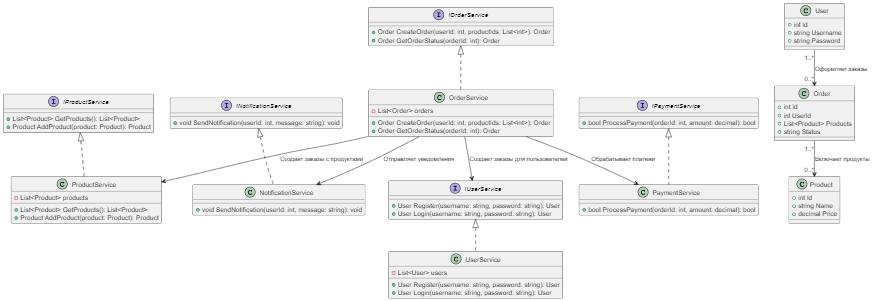 I IOrderService
Order CreateOrder(userId: int, productIds: List<int>): Order
Order GetOrderStatus(orderId: int): Order
C User
int Id
string Username
string Password
1..*
Оформляет заказы
0..*
I IProductService
List<Product> GetProducts(): List<Product>
Product AddProduct(product: Product): Product
I INotificationService
void SendNotification(userId: int, message: string): void
C OrderService
List<Order> orders
Order CreateOrder(userId: int, productIds: List<int>): Order
Order GetOrderStatus(orderId: int): Order
I IPaymentService
bool ProcessPayment(orderId: int, amount: decimal): bool
C Order
int Id
int UserId
List<Product> Products
string Status
1..*
Включает продукты
0..*
Создает заказы с продуктами
Отправляет уведомления
Создает заказы для пользователей
Обрабатывает платежи
C ProductService
List<Product> products
List<Product> GetProducts(): List<Product>
Product AddProduct(product: Product): Product
C NotificationService
void SendNotification(userId: int, message: string): void
I IUserService
User Register(username: string, password: string): User
User Login(username: string, password: string): User
C PaymentService
bool ProcessPayment(orderId: int, amount: decimal): bool
C Product
int Id
string Name
decimal Price
C UserService
List<User> users
User Register(username: string, password: string): User
User Login(username: string, password: string): User